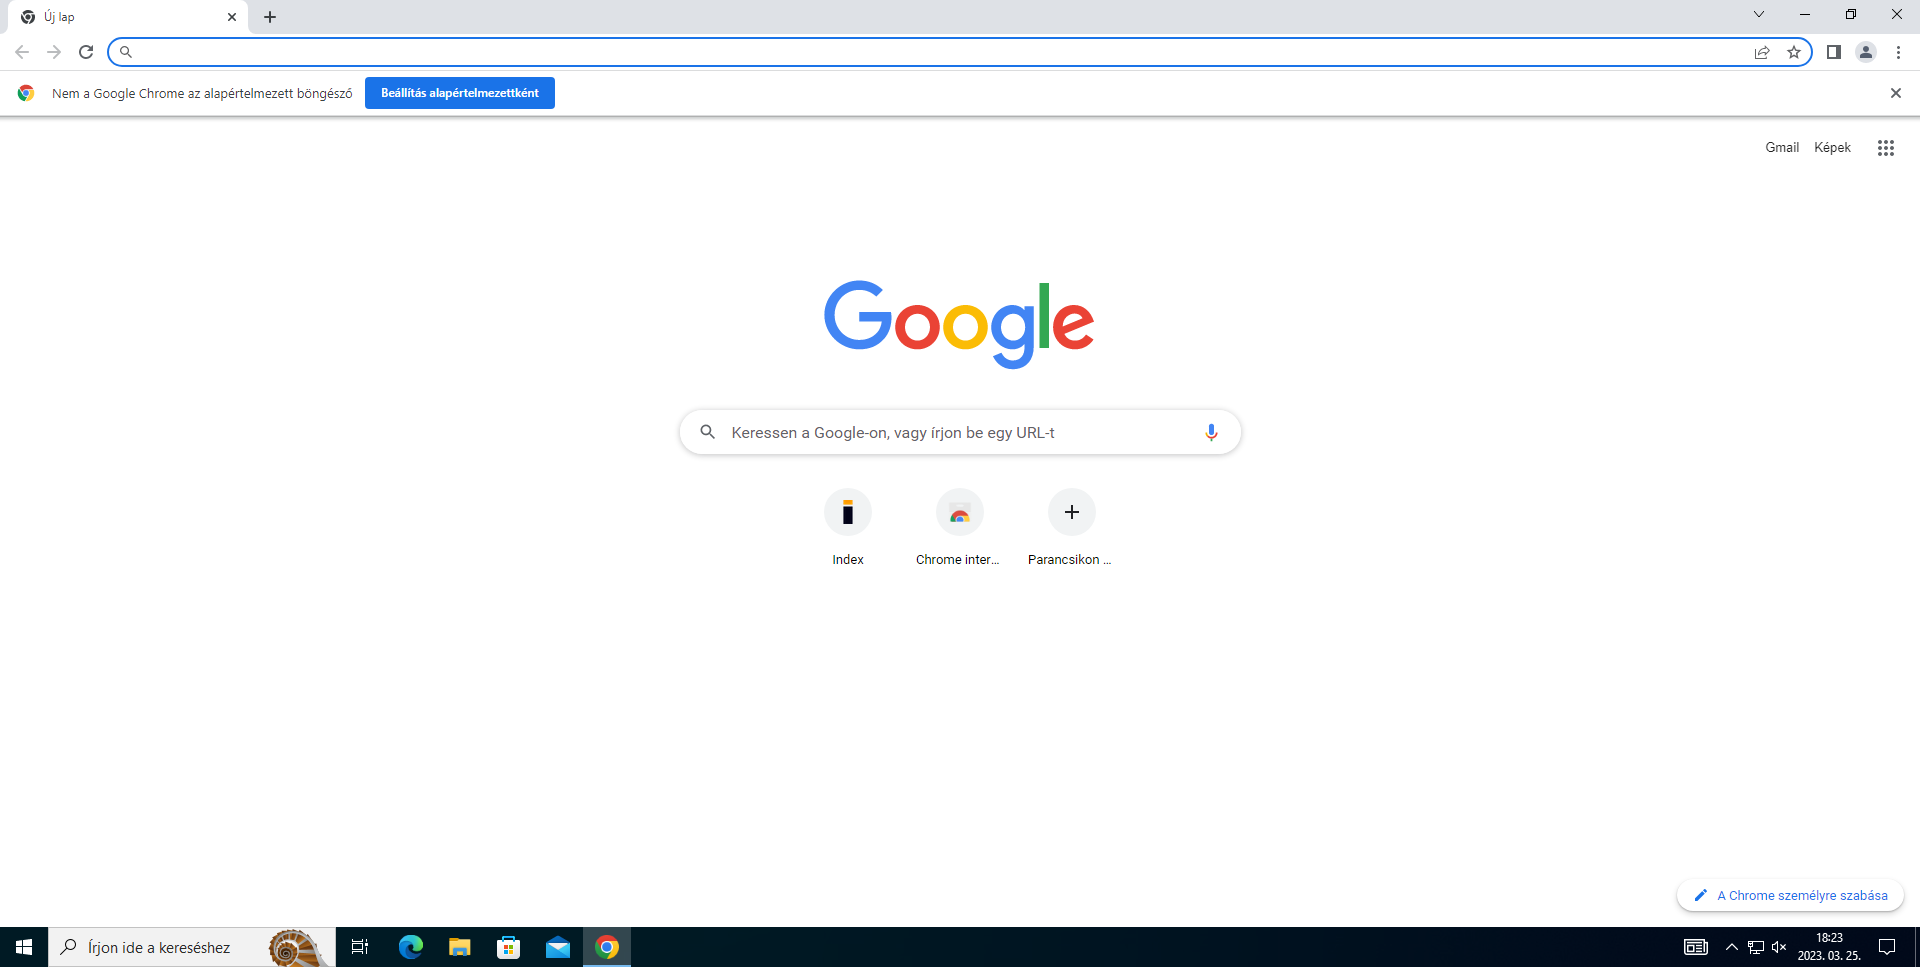 Új lap
Nem a Google Chrome az alapértelmezett böngésző
Beállítás alapértelmezettként
Gmail Képek
Google
Keressen a Google-on, vagy írjon be egy URL-t
Index
Chrome inter...
Parancsikon ...
A Chrome személyre szabása
Írjon ide a kereséshez
18:23
2023. 03. 25.